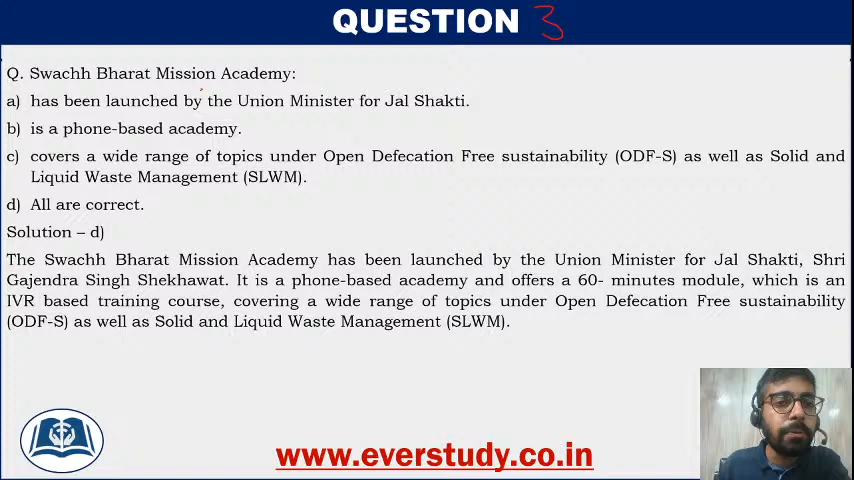 QUESTION 3
Q. Swachh Bharat Mission Academy:
a) has been launched by the Union Minister for Jal Shakti.
b) is a phone-based academy.
c) covers a wide range of topics under Open Defecation Free sustainability (ODF-S) as well as Solid and
Liquid Waste Management (SLWM).
d) All are correct.
Solution – d)
The Swachh Bharat Mission Academy has been launched by the Union Minister for Jal Shakti, Shri
Gajendra Singh Shekhawat. It is a phone-based academy and offers a 60- minutes module, which is an
IVR based training course, covering a wide range of topics under Open Defecation Free sustainability
(ODF-S) as well as Solid and Liquid Waste Management (SLWM).
www.everstudy.co.in